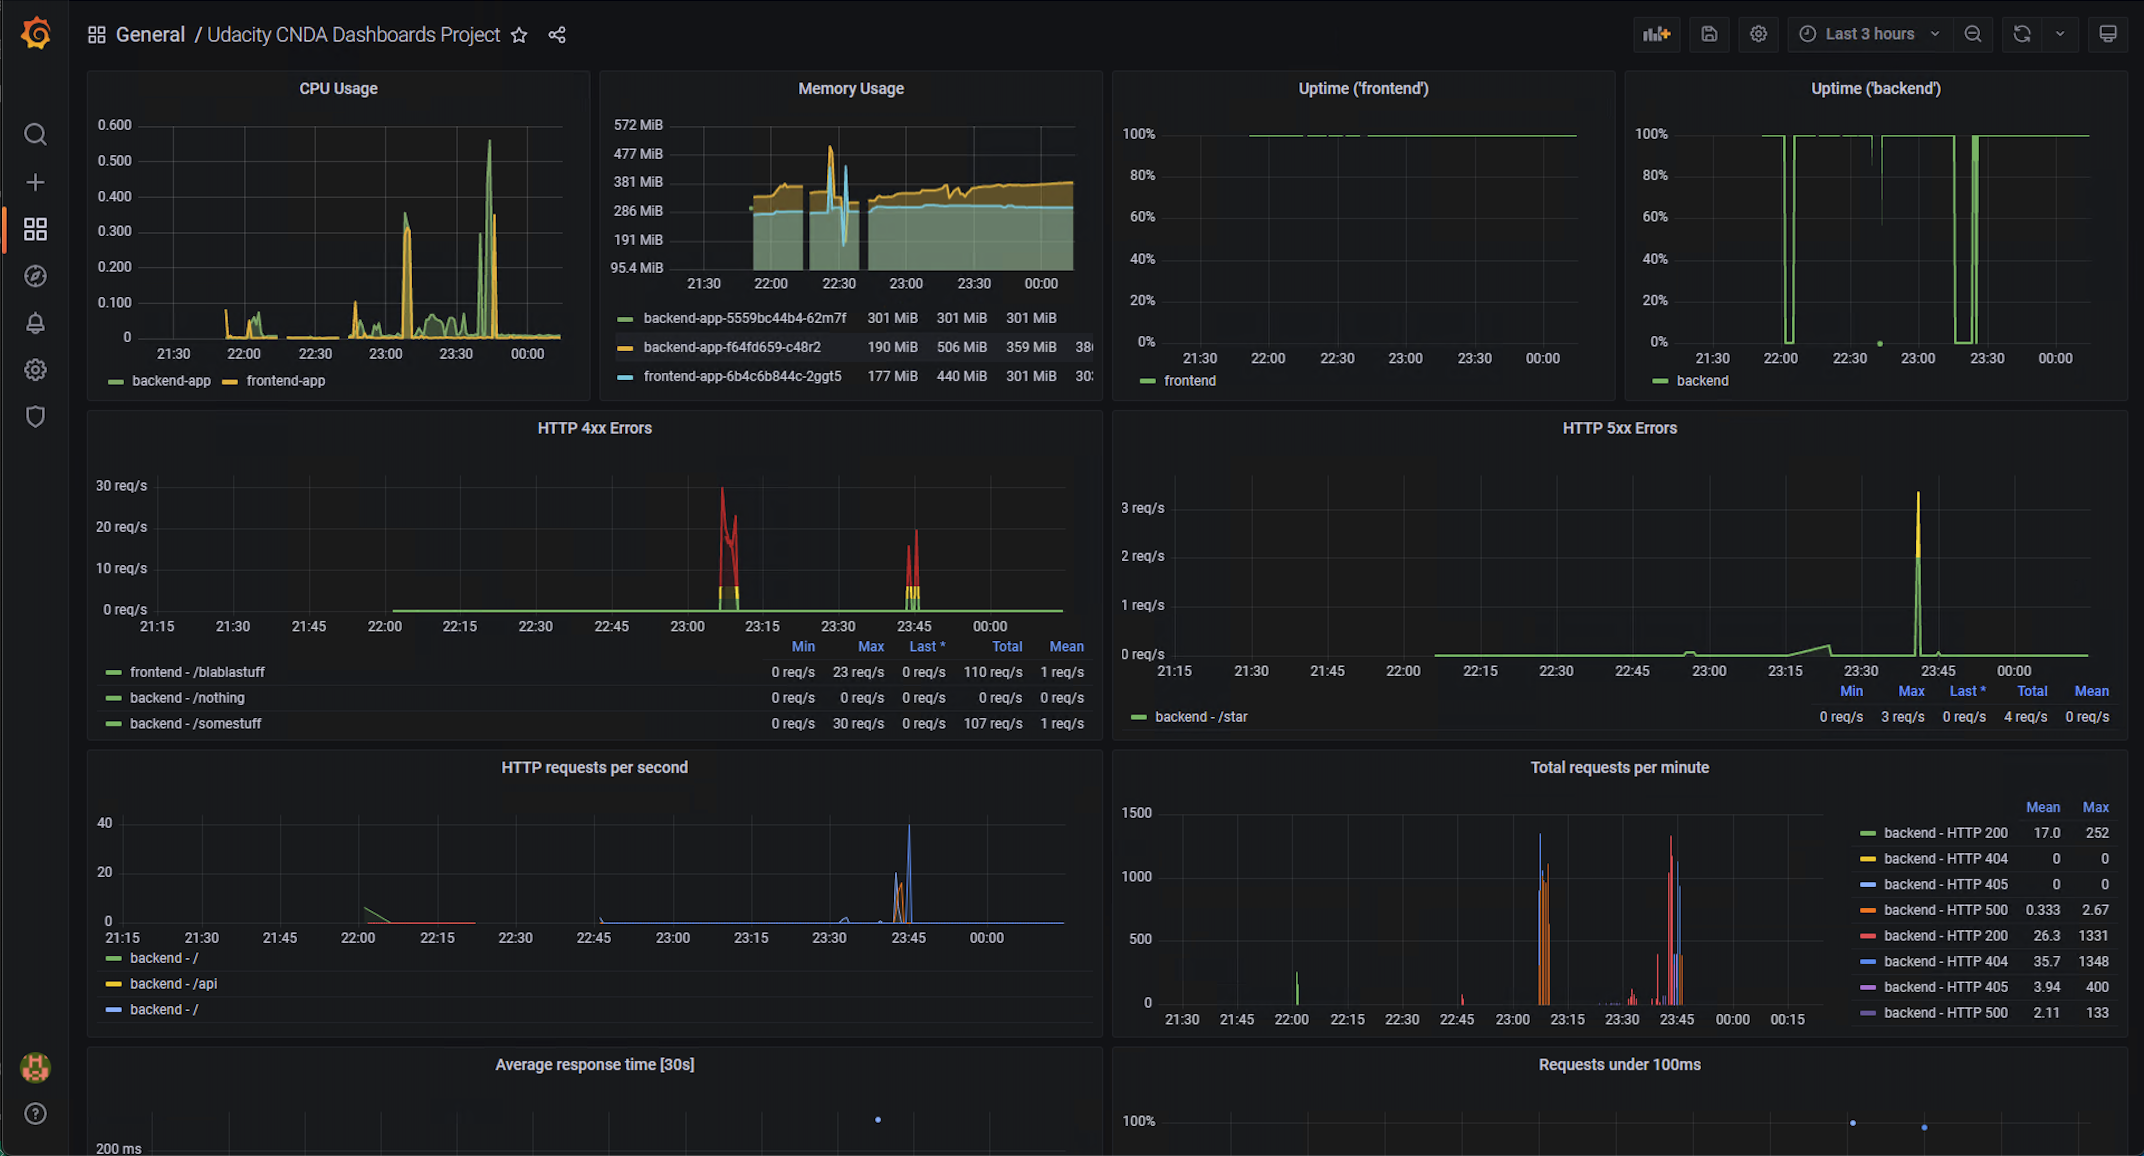 General / Udacity CNDA Dashboards Project
Last 3 hours
CPU Usage
0.600
0.500
0.400
0.300
0.200
0.100
0
21:30 22:00 22:30 23:00 23:30 00:00
backend-app frontend-app
Memory Usage
572 MiB
477 MiB
381 MiB
286 MiB
191 MiB
95.4 MiB
21:30 22:00 22:30 23:00 23:30 00:00
backend-app-5559bc44b4-62m7f 301 MiB 301 MiB 301 MiB
backend-app-f64fd659-c48r2 190 MiB 506 MiB 359 MiB
frontend-app-6b4c6b844c-2ggt5 177 MiB 440 MiB 301 MiB
Uptime ('frontend')
100%
80%
60%
40%
20%
0%
21:30 22:00 22:30 23:00 23:30 00:00
frontend
Uptime ('backend')
100%
80%
60%
40%
20%
0%
21:30 22:00 22:30 23:00 23:30 00:00
backend
HTTP 4xx Errors
30 req/s
20 req/s
10 req/s
0 req/s
21:15 21:30 21:45 22:00 22:15 22:30 22:45 23:00 23:15 23:30 23:45 00:00
Min Max Last * Total Mean
frontend - /blablastuff 0 req/s 23 req/s 0 req/s 110 req/s 1 req/s
backend - /nothing 0 req/s 0 req/s 0 req/s 0 req/s 0 req/s
backend - /somestuff 0 req/s 30 req/s 0 req/s 107 req/s 1 req/s
HTTP 5xx Errors
3 req/s
2 req/s
1 req/s
0 req/s
21:15 21:30 21:45 22:00 22:15 22:30 22:45 23:00 23:15 23:30 23:45 00:00
Min Max Last * Total Mean
backend - /star 0 req/s 3 req/s 0 req/s 4 req/s 0 req/s
HTTP requests per second
40
20
0
21:15 21:30 21:45 22:00 22:15 22:30 22:45 23:00 23:15 23:30 23:45 00:00
backend - /
backend - /api
backend - /
Total requests per minute
1500
1000
500
0
21:30 21:45 22:00 22:15 22:30 22:45 23:00 23:15 23:30 23:45 00:00 00:15
Mean Max
backend - HTTP 200 17.0 252
backend - HTTP 404 0 0
backend - HTTP 405 0 0
backend - HTTP 500 0.333 2.67
backend - HTTP 200 26.3 1331
backend - HTTP 404 35.7 1348
backend - HTTP 405 3.94 400
backend - HTTP 500 2.11 133
Average response time [30s]
200 ms
Requests under 100ms
100%